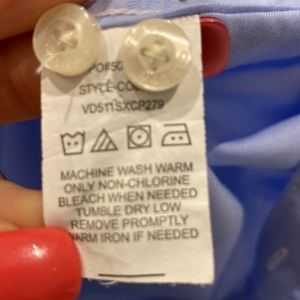 PO#50
STYLE-CO
VD511SXCP279
MACHINE WASH WARM
ONLY NON-CHLORINE
BLEACH WHEN NEEDED
TUMBLE DRY LOW
REMOVE PROMPTLY
WARM IRON IF NEEDED